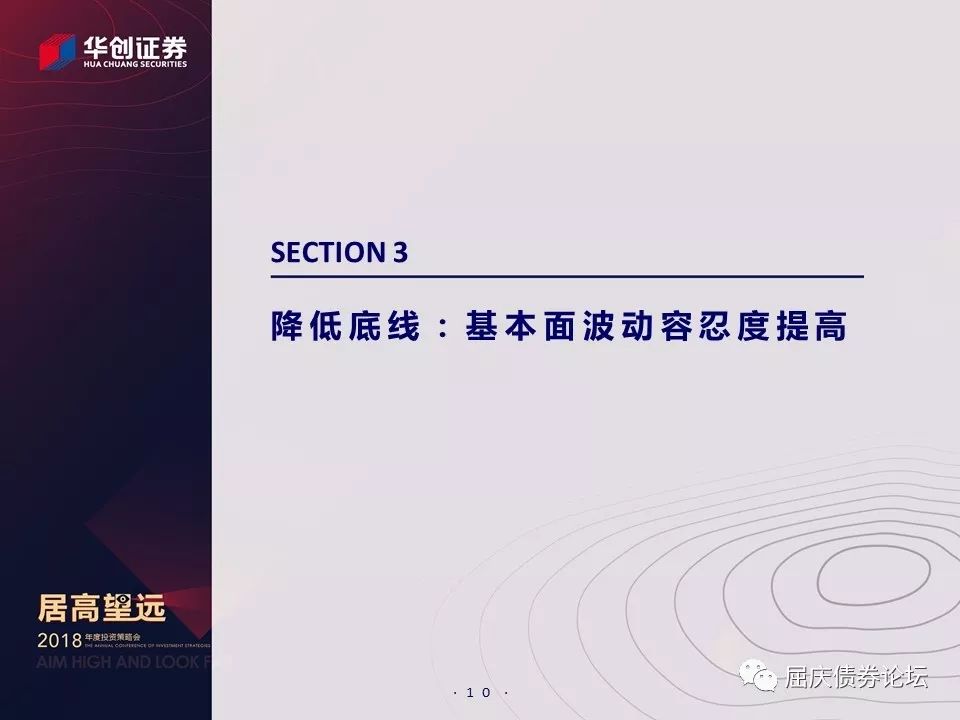 华创证券
HUA CHUANG SECURITIES
SECTION 3
降低底线：基本面波动容忍度提高
居高望远
2018 年度投资策略会
THE ANNUAL CONFERENCE OF INVESTMENT STRATEGIES
AIM HIGH AND LOOK F
· 10 ·
屈庆债券论坛